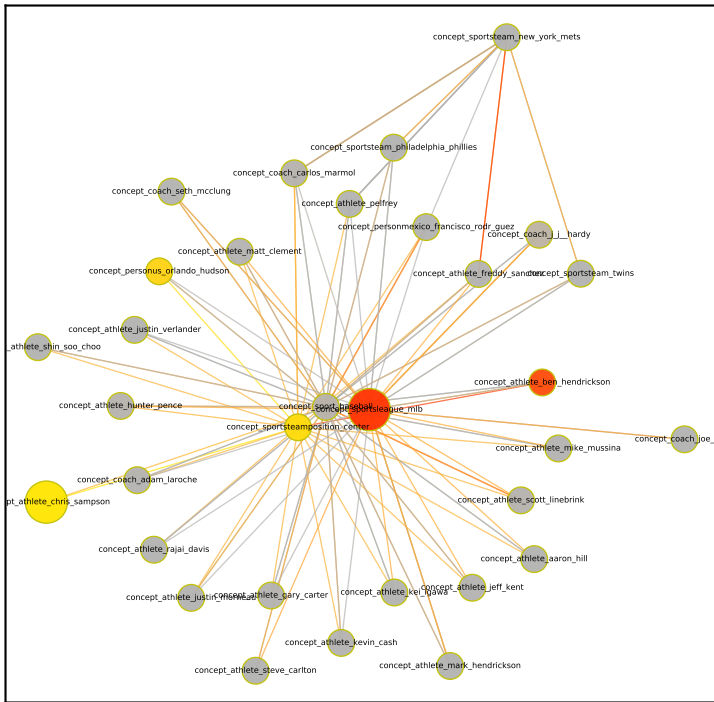 concept_sportsteam_new_york_mets
concept_sportsteam_philadelphia_phillies
concept_coach_carlos_marmol
concept_coach_seth_mcclung
concept_athlete_pelfrey
concept_personmexico_francisco_rodr_guez
concept_coach_j_j__hardy
concept_athlete_matt_clement
concept_personus_orlando_hudson
concept_athlete_freddy_sanchez
concept_sportsteam_twins
concept_athlete_justin_verlander
_athlete_shin_soo_choo
concept_athlete_ben_hendrickson
concept_athlete_hunter_pence
concept_sport_baseball
concept_sportsleague_mlb
concept_sportsteamposition_center
concept_coach_joe_
concept_athlete_mike_mussina
concept_coach_adam_laroche
pt_athlete_chris_sampson
concept_athlete_scott_linebrink
concept_athlete_rajai_davis
concept_athlete_aaron_hill
concept_athlete_jeff_kent
concept_athlete_kei_igawa
concept_athlete_gary_carter
concept_athlete_justin_morneau
concept_athlete_kevin_cash
concept_athlete_mark_hendrickson
concept_athlete_steve_carlton